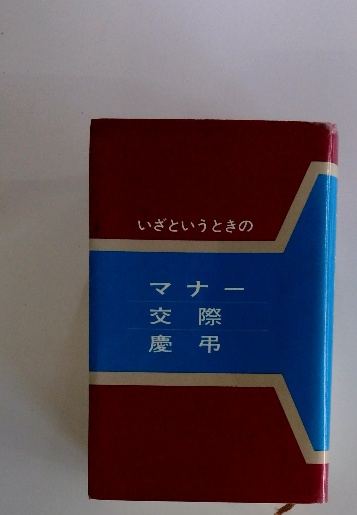 いざというときの
マナー
交際
慶弔